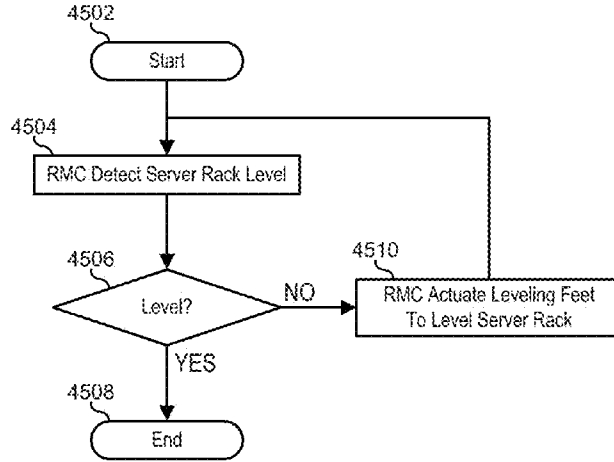 4502
Start
4504
RMC Detect Server Rack Level
4506
Level?
NO
4510
RMC Actuate Leveling Feet
To Level Server Rack
YES
4508
End